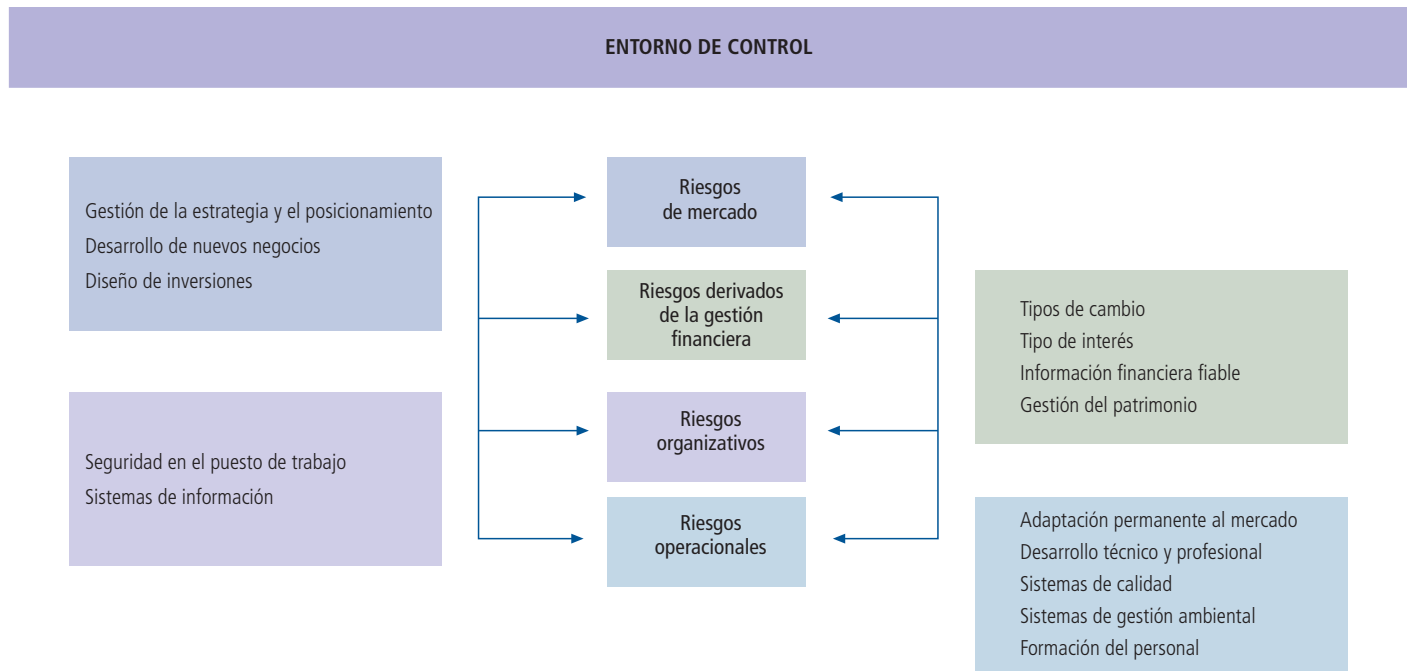 ENTORNO DE CONTROL
Gestión de la estrategia y el posicionamiento
Desarrollo de nuevos negocios
Diseño de inversiones
Seguridad en el puesto de trabajo
Sistemas de información
Riesgos
de mercado
Riesgos derivados
de la gestión
financiera
Riesgos
organizativos
Riesgos
operacionales
Tipos de cambio
Tipo de interés
Información financiera fiable
Gestión del patrimonio
Adaptación permanente al mercado
Desarrollo técnico y profesional
Sistemas de calidad
Sistemas de gestión ambiental
Formación del personal